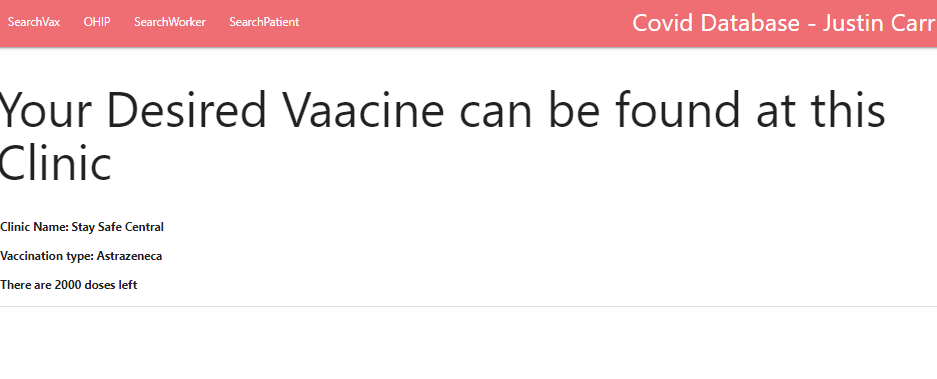 SearchVax OHIP SearchWorker SearchPatient Covid Database - Justin Carr
Your Desired Vaacine can be found at this
Clinic
Clinic Name: Stay Safe Central
Vaccination type: Astrazeneca
There are 2000 doses left